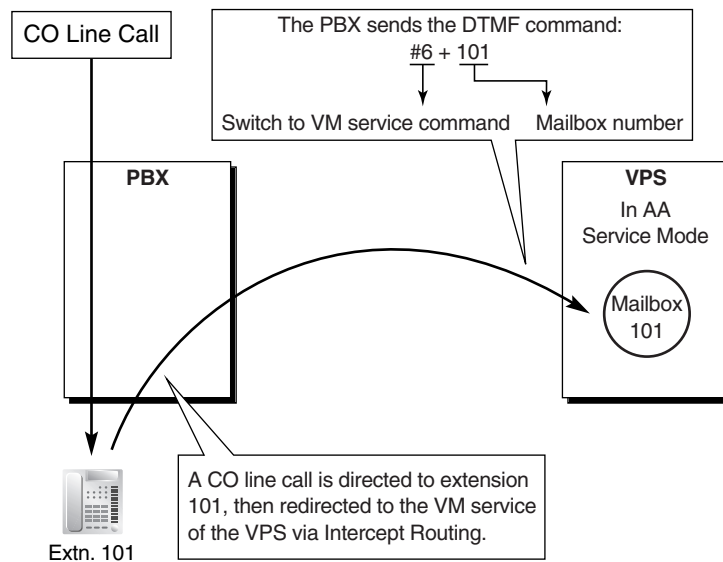 CO Line Call
The PBX sends the DTMF command:
#6 + 101
Switch to VM service command
Mailbox number
PBX
VPS
In AA
Service Mode
Mailbox
101
A CO line call is directed to extension
101, then redirected to the VM service
of the VPS via Intercept Routing.
Extn. 101